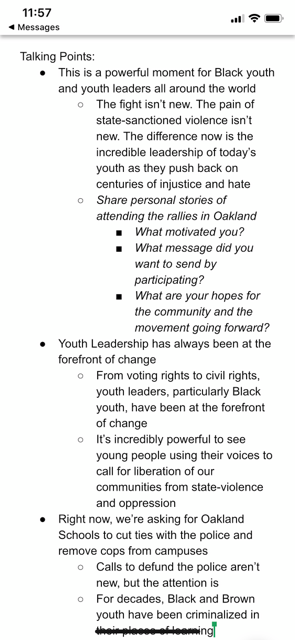 11:57
◀ Messages
Talking Points:
● This is a powerful moment for Black youth
and youth leaders all around the world
○ The fight isn't new. The pain of
state-sanctioned violence isn't
new. The difference now is the
incredible leadership of today's
youth as they push back on
centuries of injustice and hate
○ Share personal stories of
attending the rallies in Oakland
■ What motivated you?
■ What message did you
want to send by
participating?
■ What are your hopes for
the community and the
movement going forward?
● Youth Leadership has always been at the
forefront of change
○ From voting rights to civil rights,
youth leaders, particularly Black
youth, have been at the forefront
of change
○ It's incredibly powerful to see
young people using their voices to
call for liberation of our
communities from state-violence
and oppression
● Right now, we're asking for Oakland
Schools to cut ties with the police and
remove cops from campuses
○ Calls to defund the police aren't
new, but the attention is
○ For decades, Black and Brown
youth have been criminalized in
their places of learning